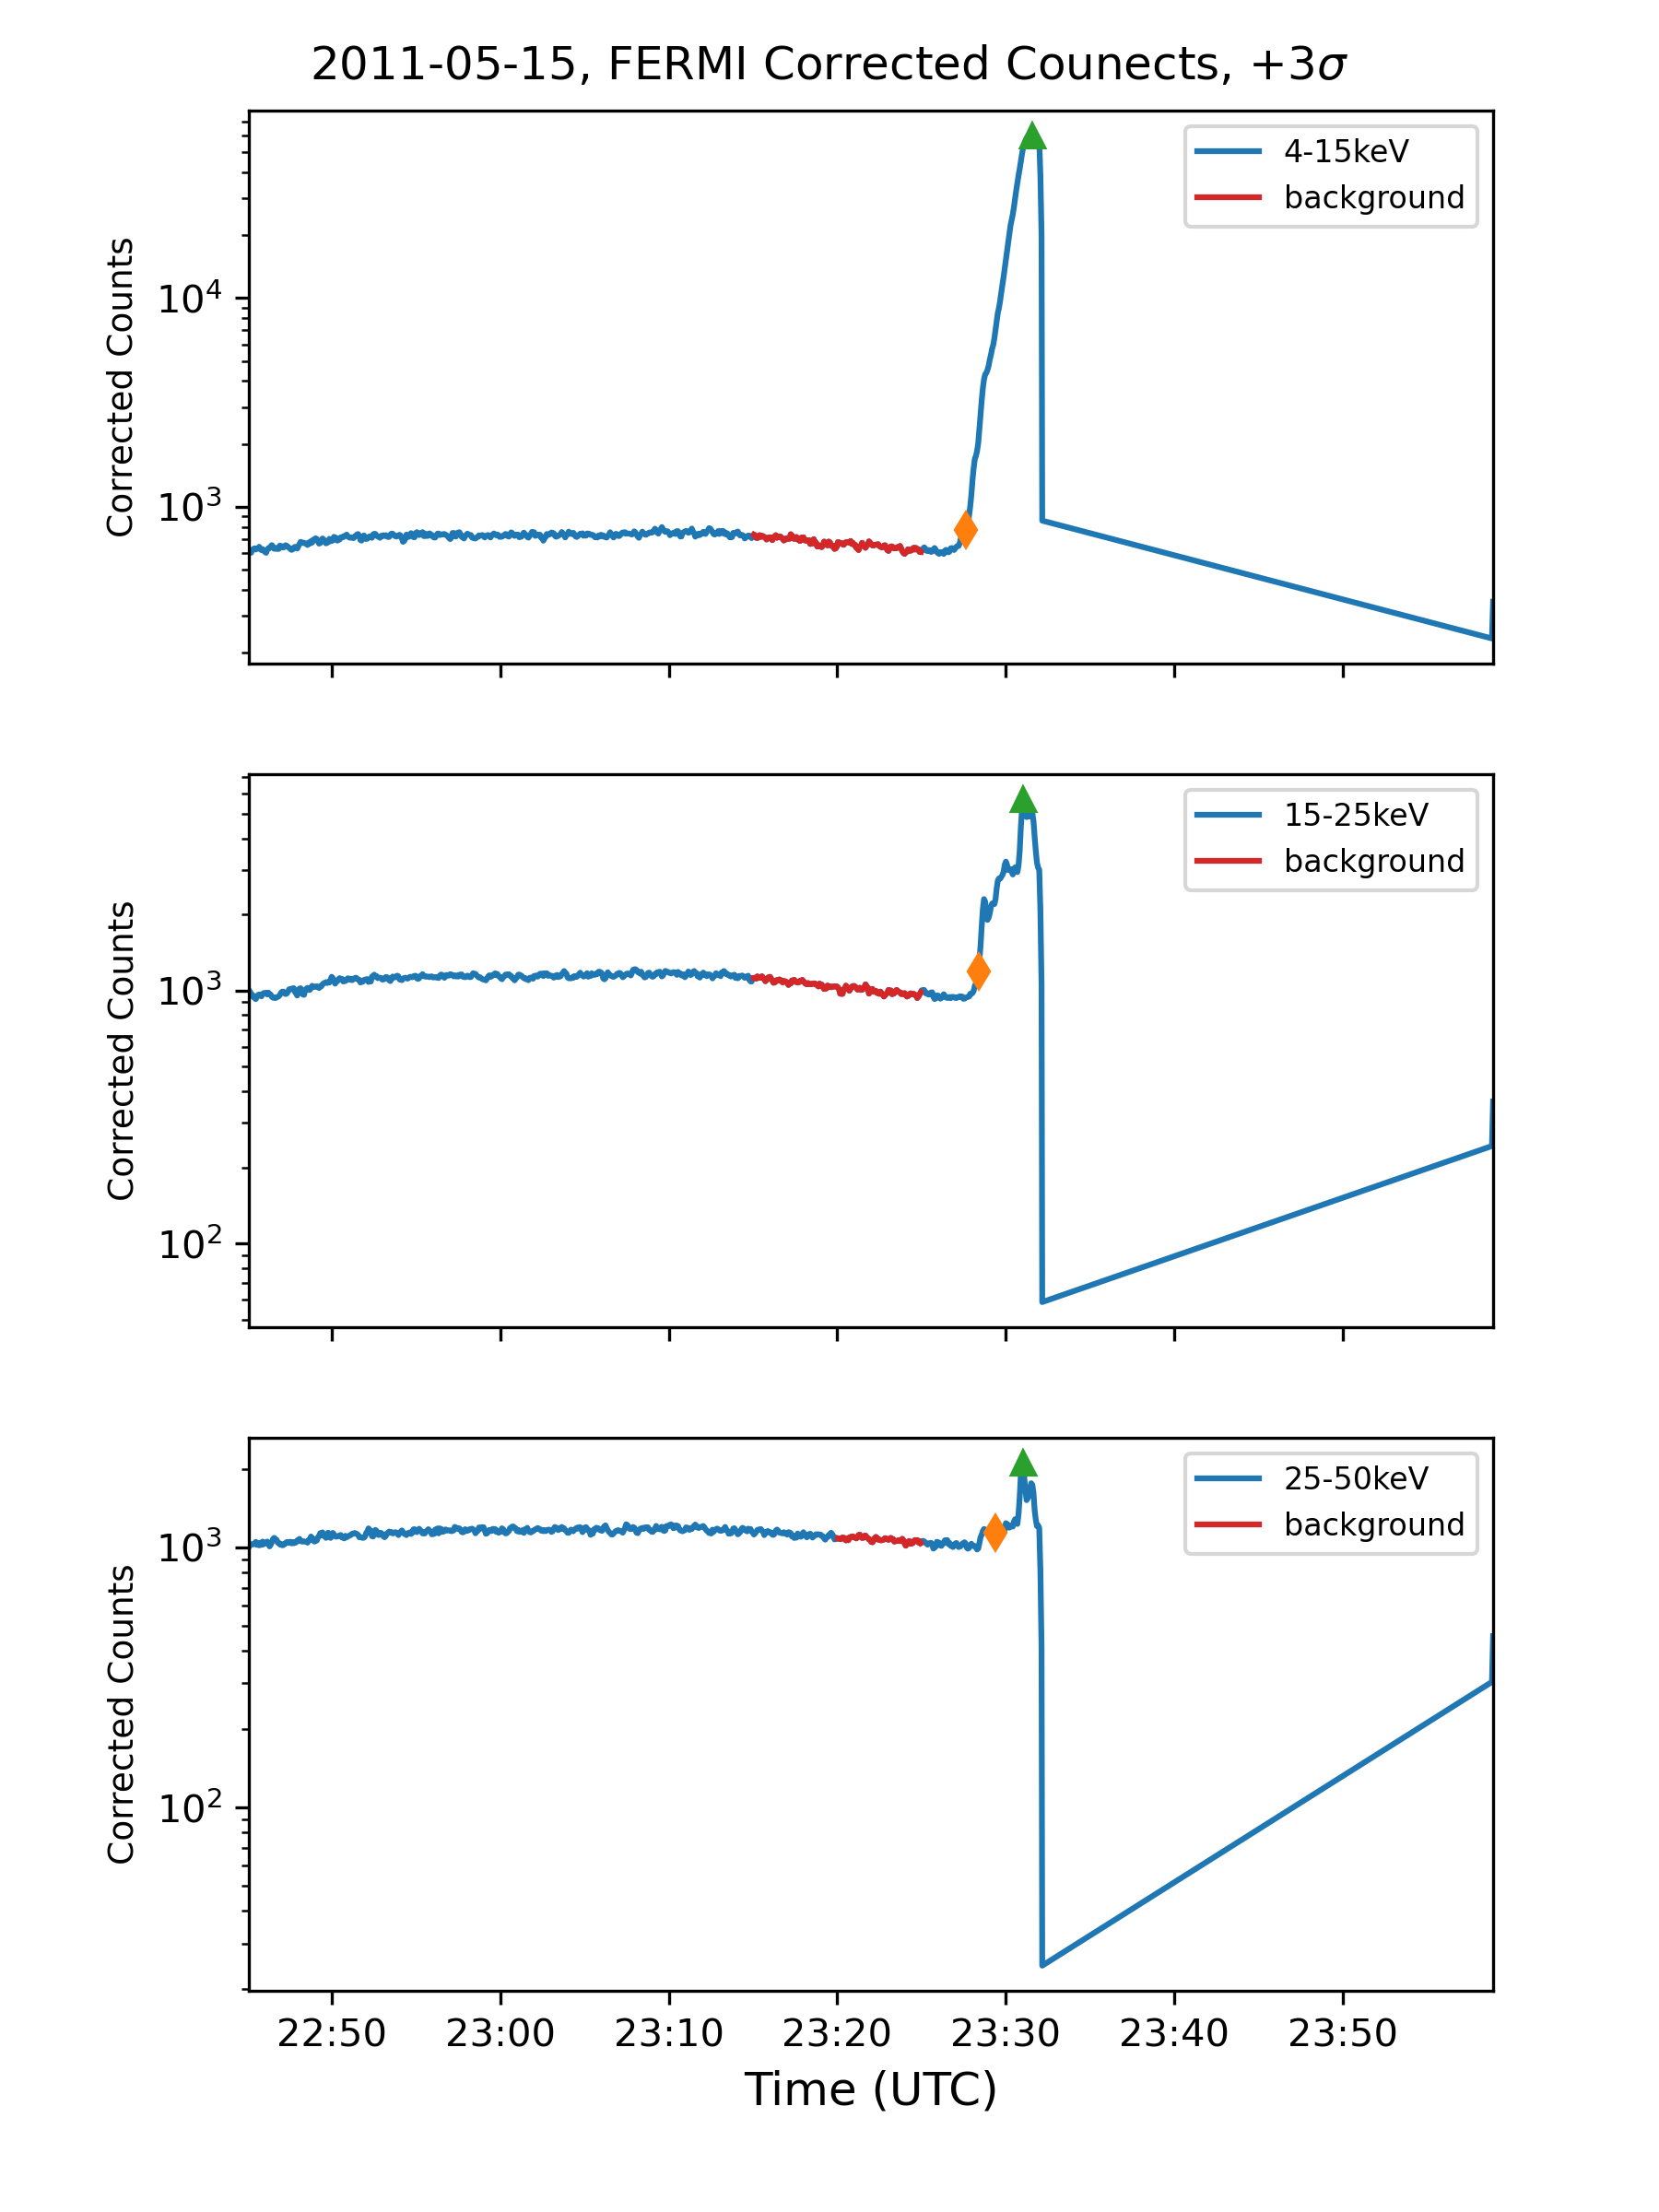 2011-05-15, FERMI Corrected Counects, +3σ
4-15keV
background
10⁴
10³
Corrected Counts
15-25keV
background
10³
10²
Corrected Counts
25-50keV
background
10³
10²
Corrected Counts
22:50 23:00 23:10 23:20 23:30 23:40 23:50
Time (UTC)